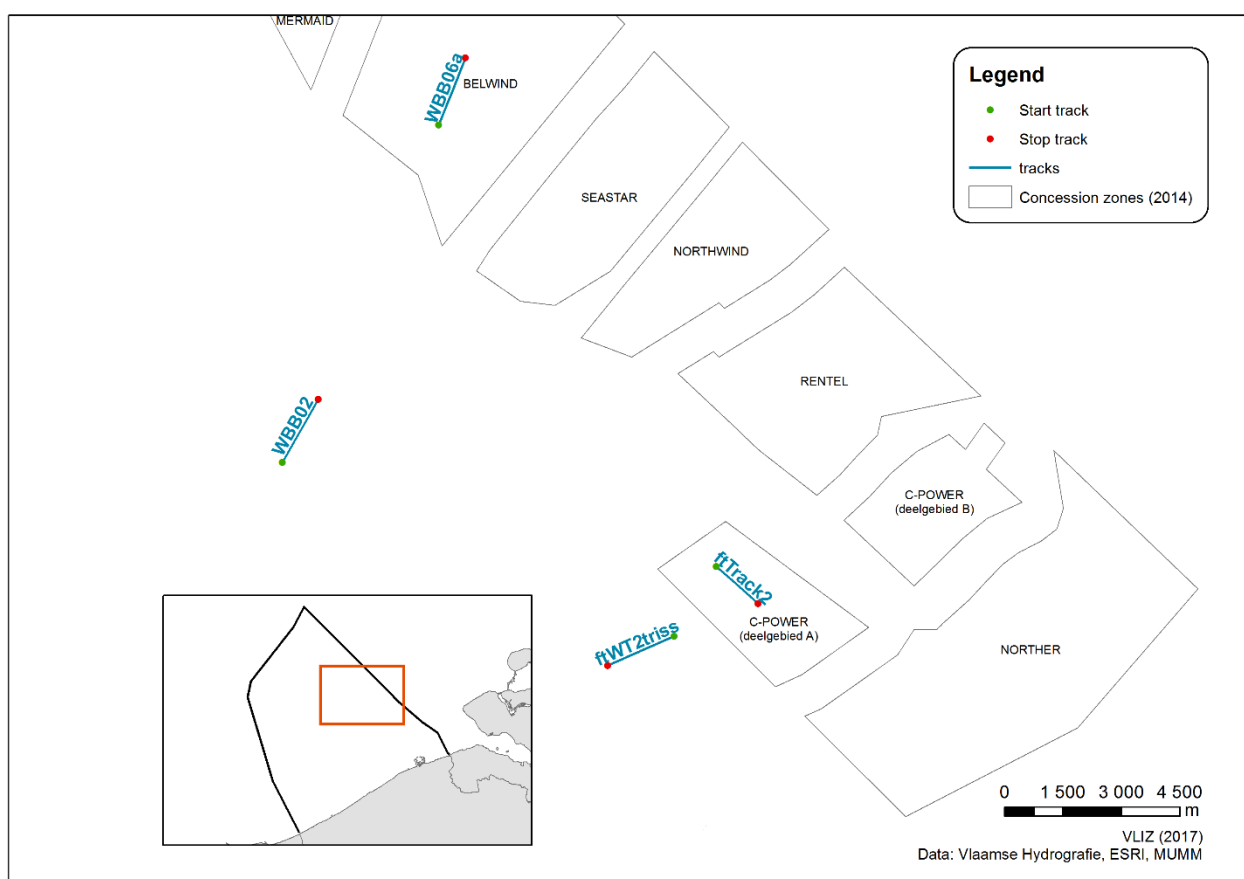 MERMAID
WBB06a
BELWIND
SEASTAR
NORTHWIND
RENTEL
WBB02
C-POWER
(deelgebied B)
ftTrack2
C-POWER
(deelgebied A)
ftWT2triss
NORTHER
Legend
Start track
Stop track
tracks
Concession zones (2014)
0 1 500 3 000 4 500
m
VLIZ (2017)
Data: Vlaamse Hydrografie, ESRI, MUMM